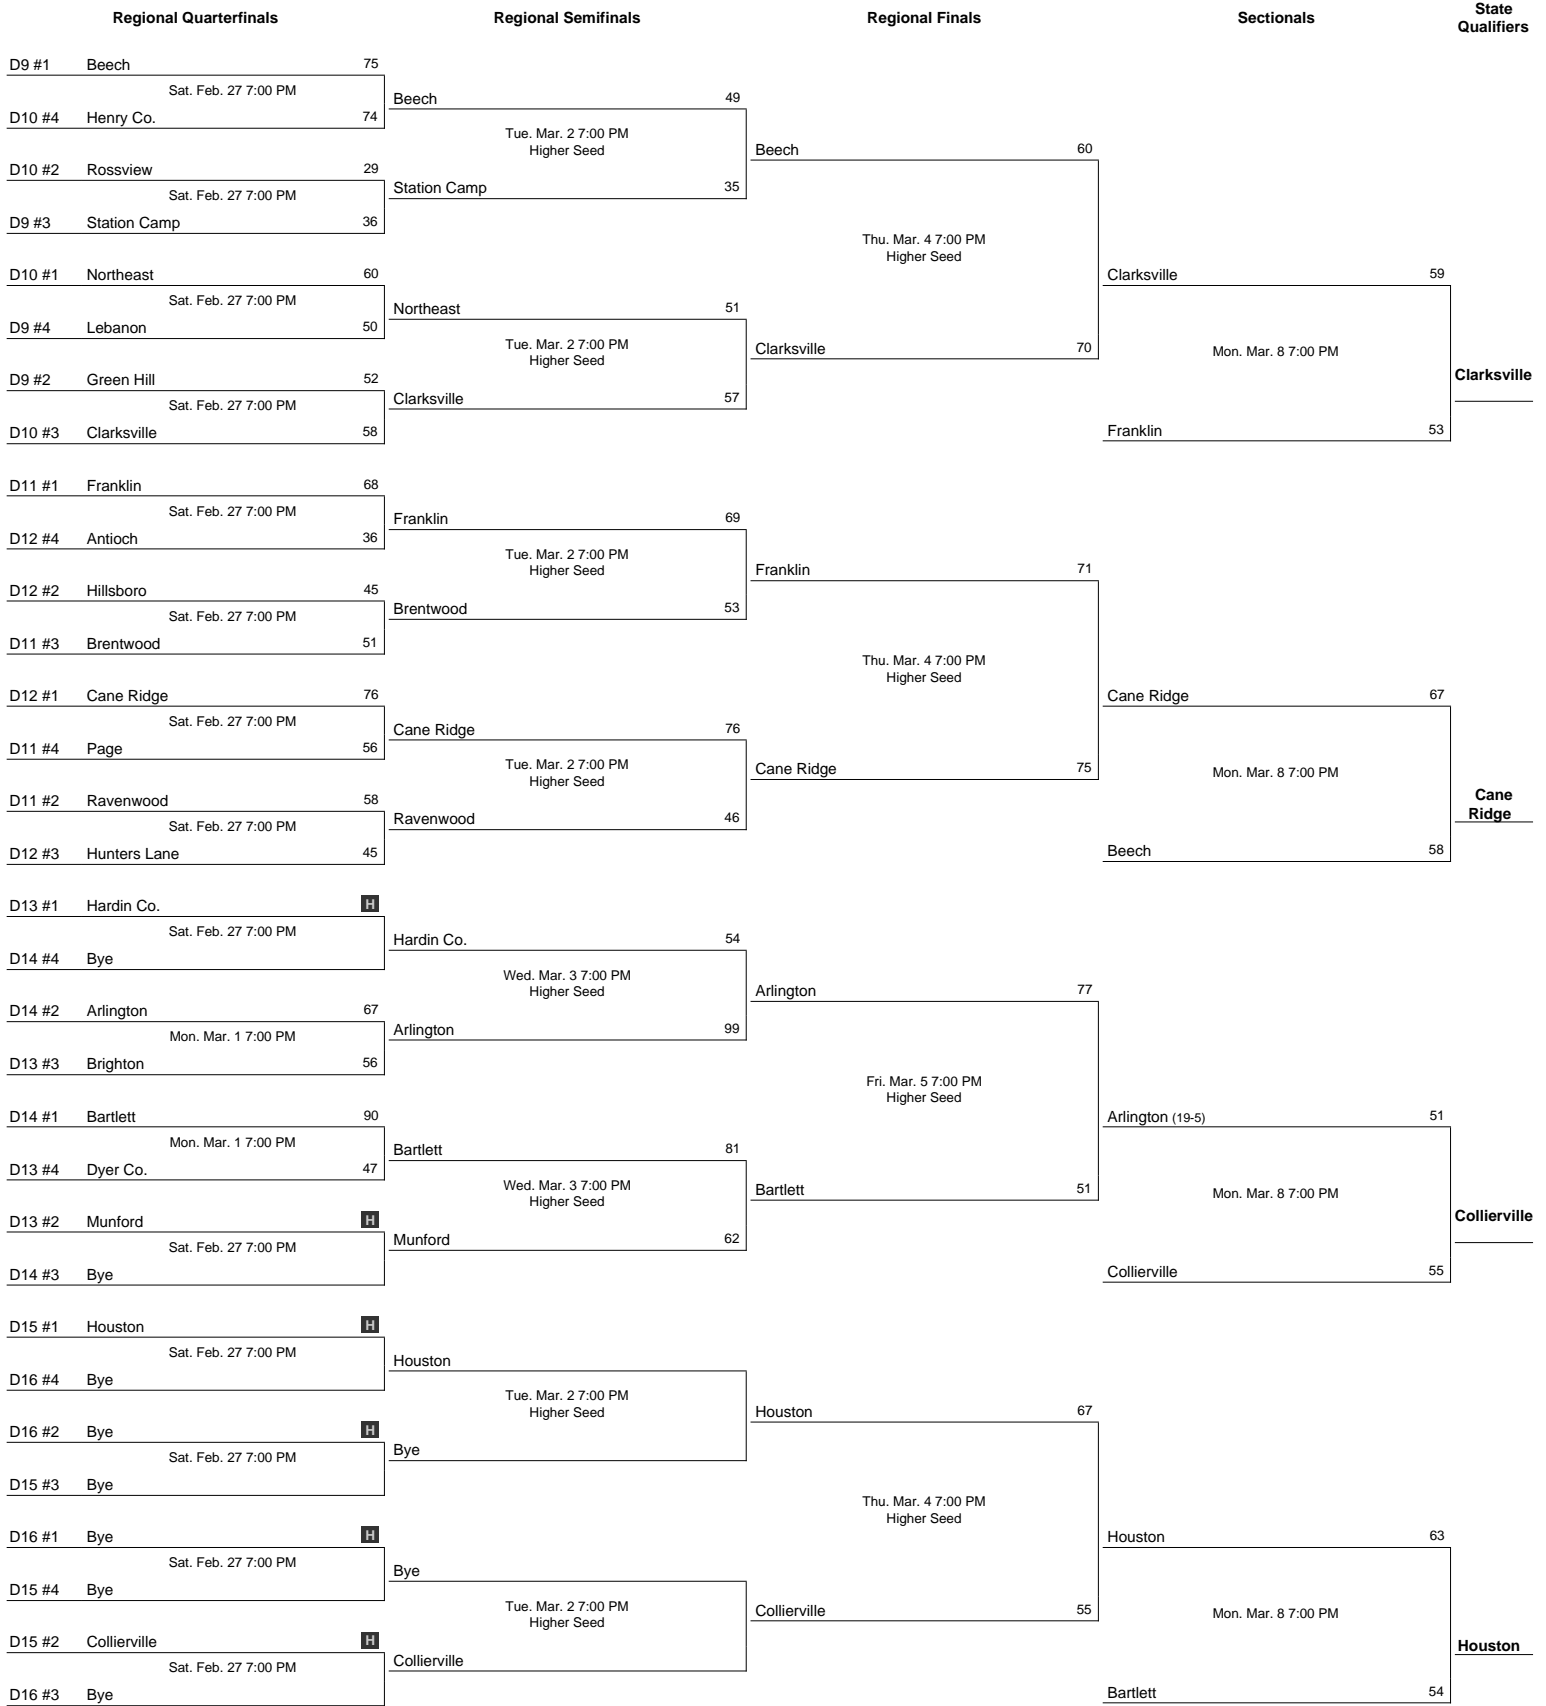 Regional Quarterfinals
Regional Semifinals
Regional Finals
Sectionals
State
Qualifiers
D9 #1 Beech 75
Sat. Feb. 27 7:00 PM
D10 #4 Henry Co. 74
D10 #2 Rossview 29
Sat. Feb. 27 7:00 PM
D9 #3 Station Camp 36
D10 #1 Northeast 60
Sat. Feb. 27 7:00 PM
D9 #4 Lebanon 50
D9 #2 Green Hill 52
Sat. Feb. 27 7:00 PM
D10 #3 Clarksville 58
D11 #1 Franklin 68
Sat. Feb. 27 7:00 PM
D12 #4 Antioch 36
D12 #2 Hillsboro 45
Sat. Feb. 27 7:00 PM
D11 #3 Brentwood 51
D12 #1 Cane Ridge 76
Sat. Feb. 27 7:00 PM
D11 #4 Page 56
D11 #2 Ravenwood 58
Sat. Feb. 27 7:00 PM
D12 #3 Hunters Lane 45
D13 #1 Hardin Co. H
Sat. Feb. 27 7:00 PM
D14 #4 Bye
D14 #2 Arlington 67
Mon. Mar. 1 7:00 PM
D13 #3 Brighton 56
D14 #1 Bartlett 90
Mon. Mar. 1 7:00 PM
D13 #4 Dyer Co. 47
D13 #2 Munford H
Sat. Feb. 27 7:00 PM
D14 #3 Bye
D15 #1 Houston H
Sat. Feb. 27 7:00 PM
D16 #4 Bye
D16 #2 Bye H
Sat. Feb. 27 7:00 PM
D15 #3 Bye
D16 #1 Bye H
Sat. Feb. 27 7:00 PM
D15 #4 Bye
D15 #2 Collierville H
Sat. Feb. 27 7:00 PM
D16 #3 Bye
Beech 49
Tue. Mar. 2 7:00 PM
Higher Seed
Station Camp 35
Northeast 51
Tue. Mar. 2 7:00 PM
Higher Seed
Clarksville 57
Franklin 69
Tue. Mar. 2 7:00 PM
Higher Seed
Brentwood 53
Cane Ridge 76
Tue. Mar. 2 7:00 PM
Higher Seed
Ravenwood 46
Hardin Co. 54
Wed. Mar. 3 7:00 PM
Higher Seed
Arlington 99
Bartlett 81
Wed. Mar. 3 7:00 PM
Higher Seed
Munford 62
Houston
Tue. Mar. 2 7:00 PM
Higher Seed
Bye
Bye
Tue. Mar. 2 7:00 PM
Higher Seed
Collierville
Beech 60
Thu. Mar. 4 7:00 PM
Higher Seed
Clarksville 70
Franklin 71
Thu. Mar. 4 7:00 PM
Higher Seed
Cane Ridge 75
Arlington 77
Fri. Mar. 5 7:00 PM
Higher Seed
Bartlett 51
Houston 67
Thu. Mar. 4 7:00 PM
Higher Seed
Collierville 55
Clarksville 59
Mon. Mar. 8 7:00 PM
Franklin 53
Cane Ridge 67
Mon. Mar. 8 7:00 PM
Beech 58
Arlington (19-5) 51
Mon. Mar. 8 7:00 PM
Collierville 55
Houston 63
Mon. Mar. 8 7:00 PM
Bartlett 54
Clarksville
Cane
Ridge
Collierville
Houston